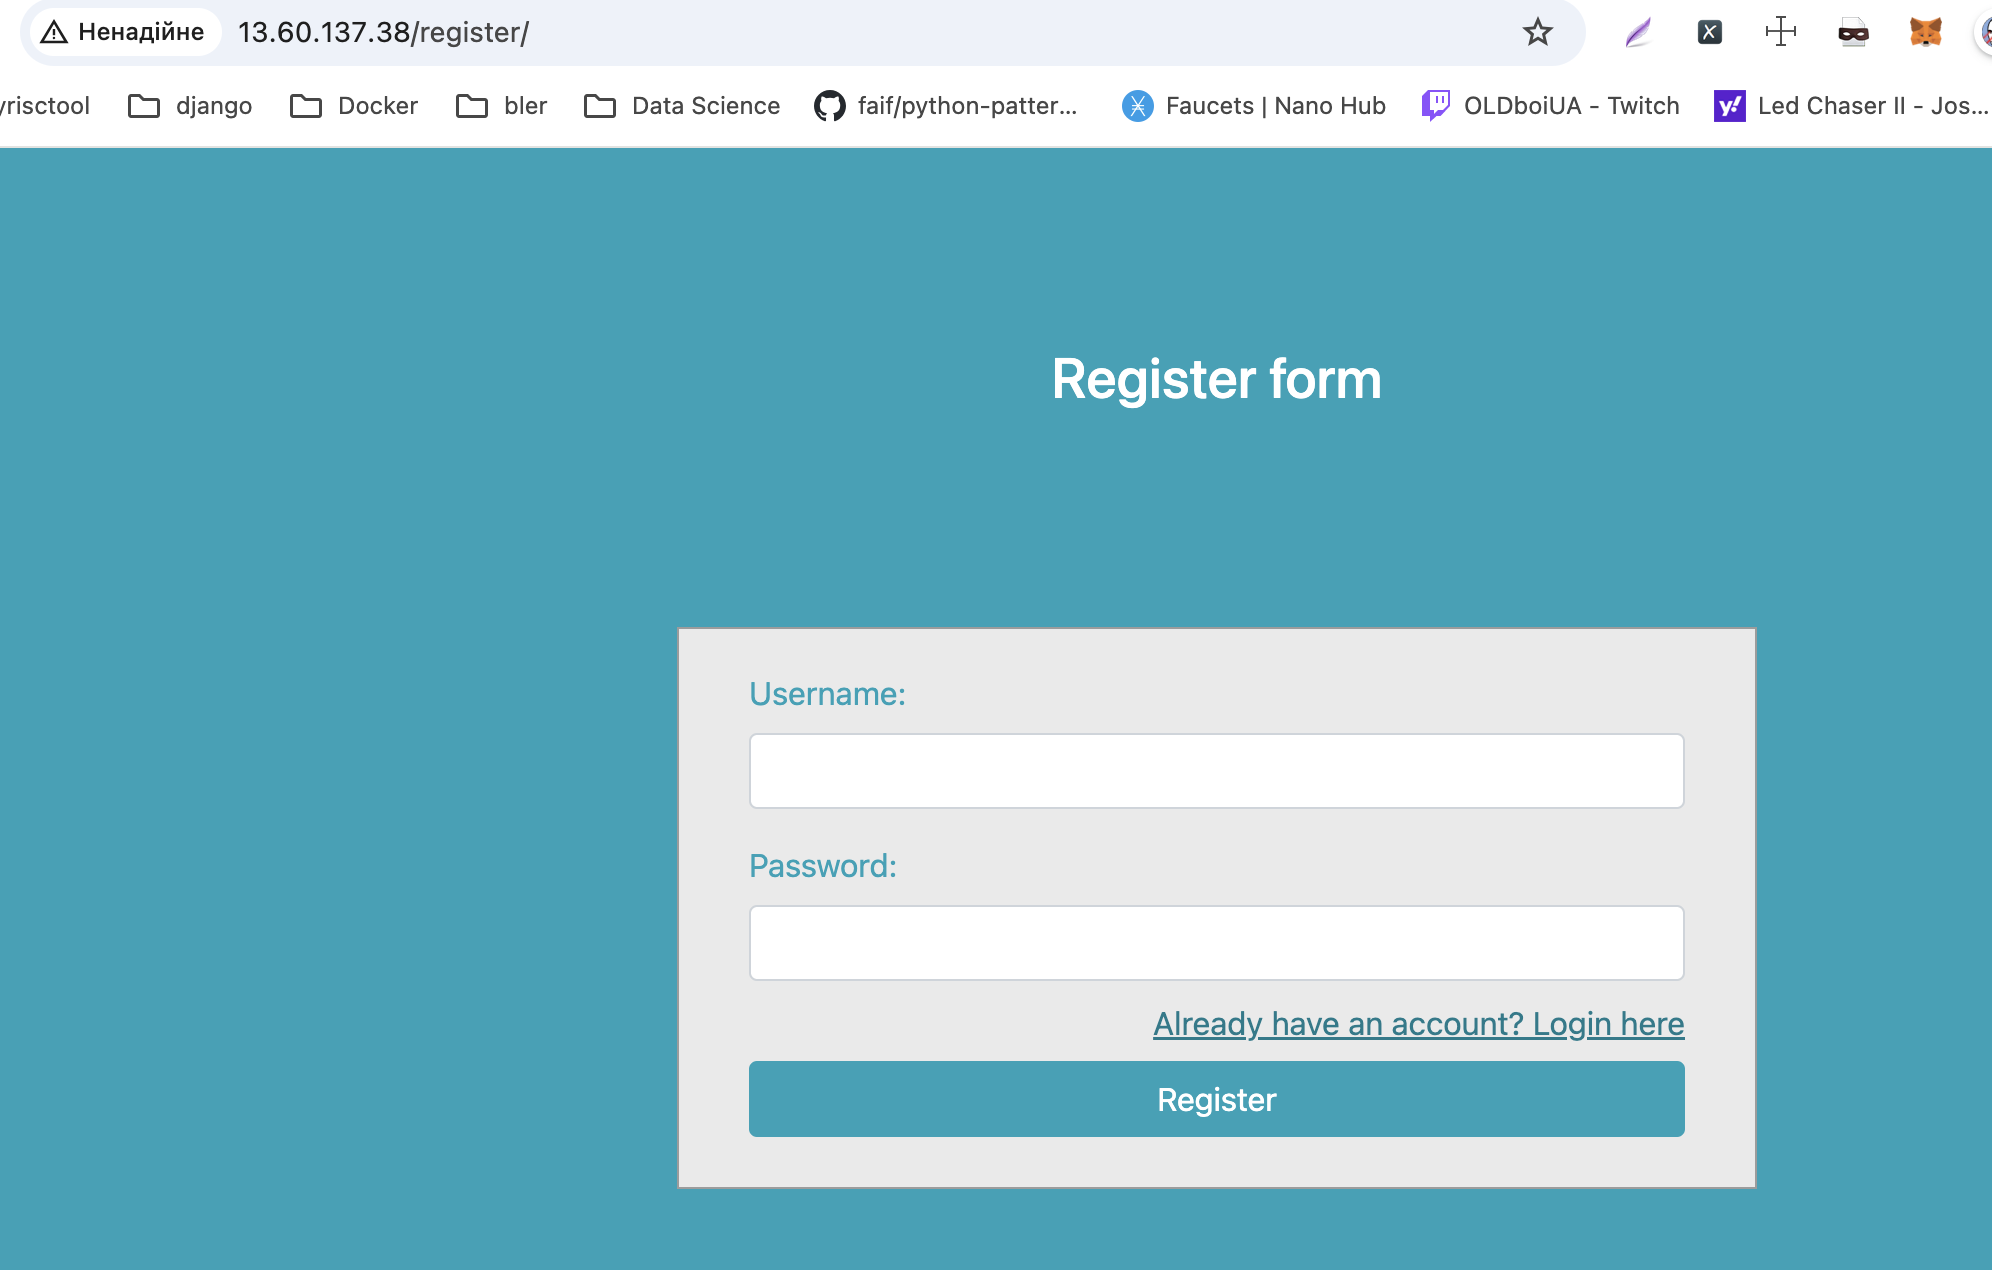 Ненадійне 13.60.137.38/register/
yrisctool django Docker bler Data Science faif/python-patter... Faucets | Nano Hub OLDboiUA - Twitch Led Chaser II - Jos...
Register form
Username:
Password:
Already have an account? Login here
Register